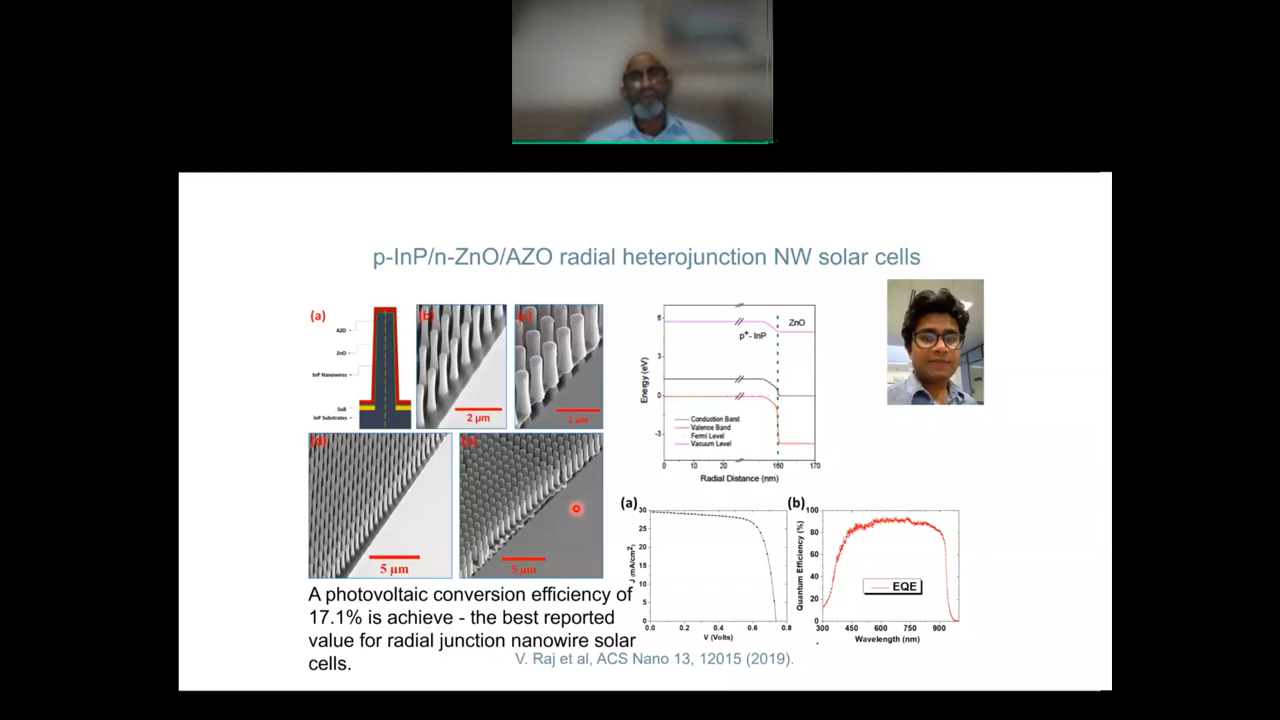 p-InP/n-ZnO/AZO radial heterojunction NW solar cells
(a)
AZO
ZnO
InP Nanowires
Su8
InP Substrates
(b)
2 µm
(c)
2 µm
(d)
5 µm
5 µm
Energy (eV)
6
3
0
-3
p+- InP
ZnO
Conduction Band
Valence Band
Fermi Level
Vacuum Level
0 10 20 160 170
Radial Distance (nm)
(a)
J (mA/cm2)
30
25
20
15
10
5
0
0.0 0.2 0.4 0.6 0.8
V (Volts)
(b)
Quantum Efficiency (%)
100
80
60
40
20
0
EQE
300 450 600 750 900
Wavelength (nm)
A photovoltaic conversion efficiency of
17.1% is achieve - the best reported
value for radial junction nanowire solar
cells.
V. Raj et al, ACS Nano 13, 12015 (2019).